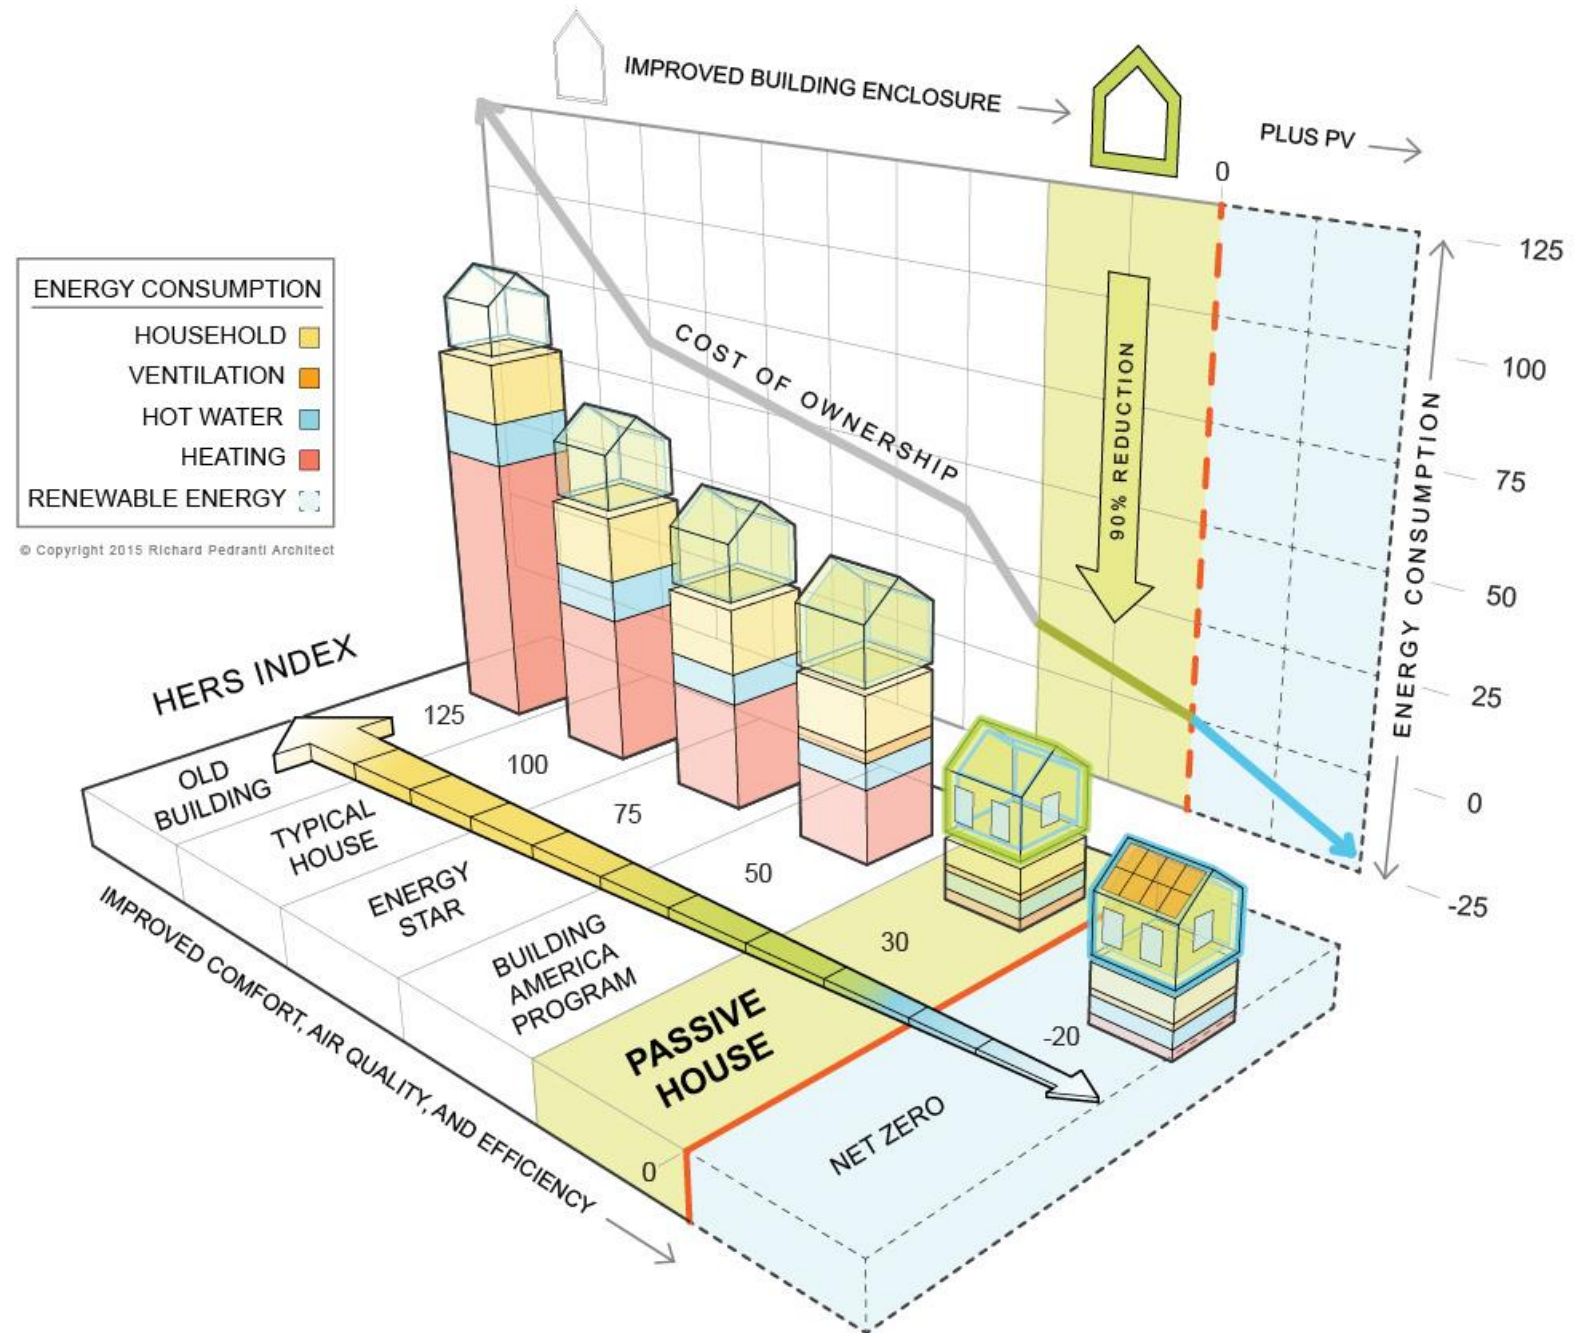 IMPROVED BUILDING ENCLOSURE
PLUS PV
0
ENERGY CONSUMPTION
HOUSEHOLD
VENTILATION
HOT WATER
HEATING
RENEWABLE ENERGY
© Copyright 2015 Richard Pedranti Architect
COST OF OWNERSHIP
90% REDUCTION
125
100
75
50
25
0
-25
ENERGY CONSUMPTION
HERS INDEX
125
100
75
50
30
-20
0
OLD
BUILDING
TYPICAL
HOUSE
ENERGY
STAR
BUILDING
AMERICA
PROGRAM
PASSIVE
HOUSE
NET ZERO
IMPROVED COMFORT, AIR QUALITY, AND EFFICIENCY